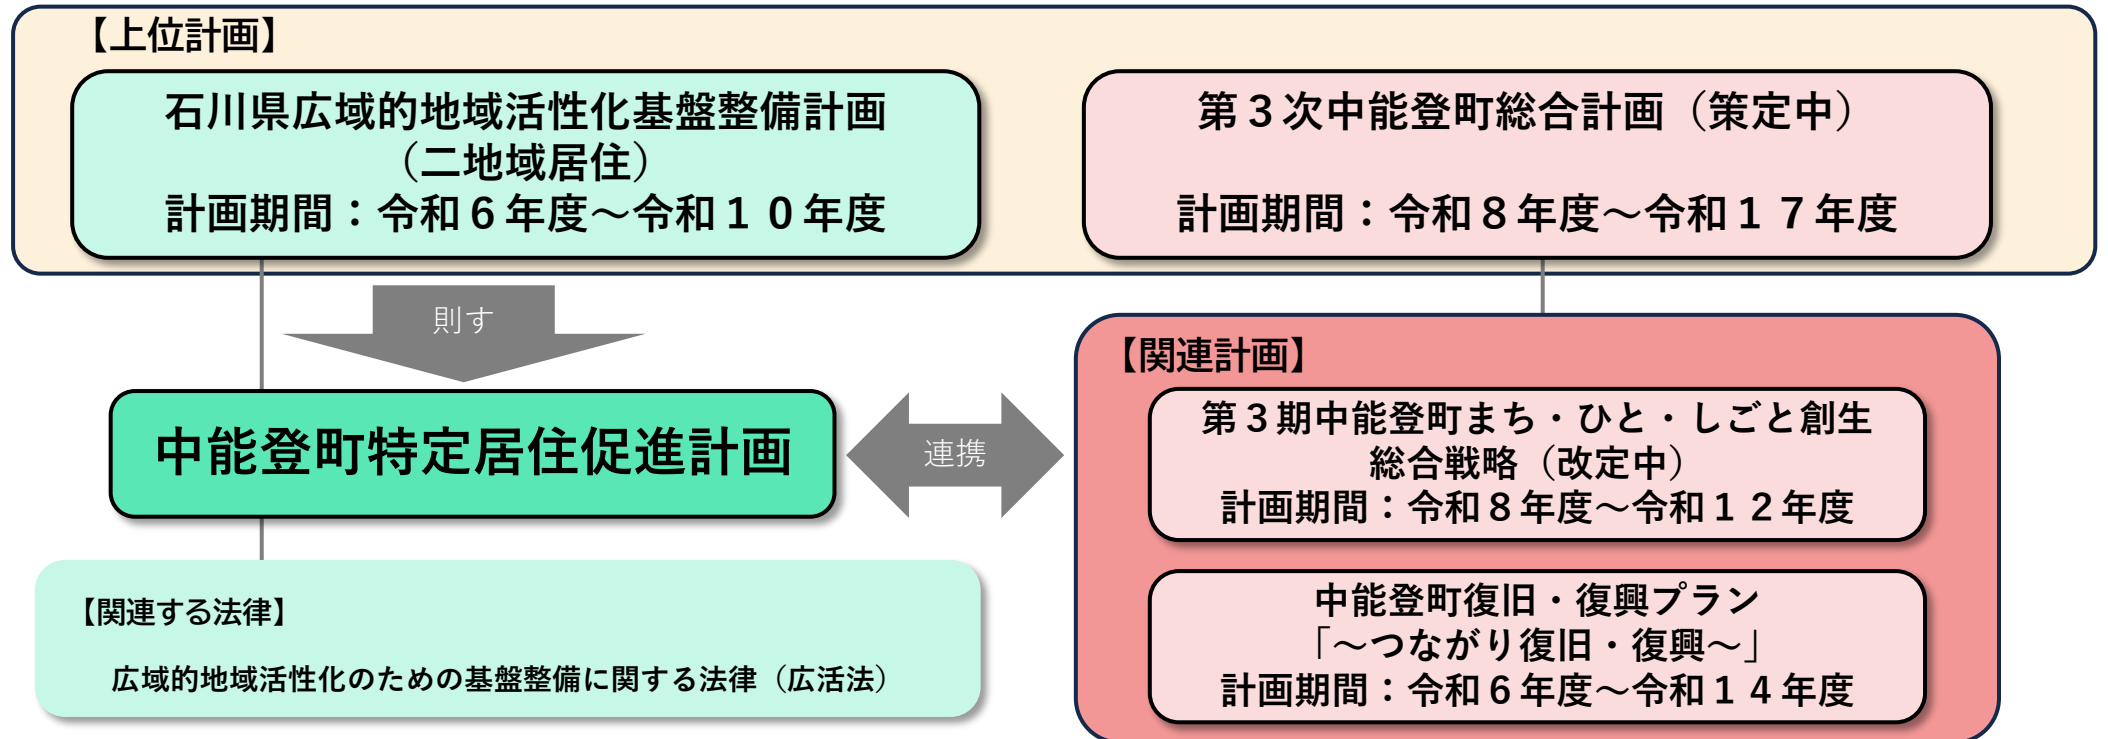 【上位計画】
石川県広域的地域活性化基盤整備計画
（二地域居住）
計画期間：令和６年度～令和１０年度
第３次中能登町総合計画（策定中）
計画期間：令和８年度～令和１７年度
則す
中能登町特定居住促進計画
連携
【関連計画】
第３期中能登町まち・ひと・しごと創生
総合戦略（改定中）
計画期間：令和８年度～令和１２年度
中能登町復旧・復興プラン
「～つながり復旧・復興～」
計画期間：令和６年度～令和１４年度
【関連する法律】
広域的地域活性化のための基盤整備に関する法律（広活法）